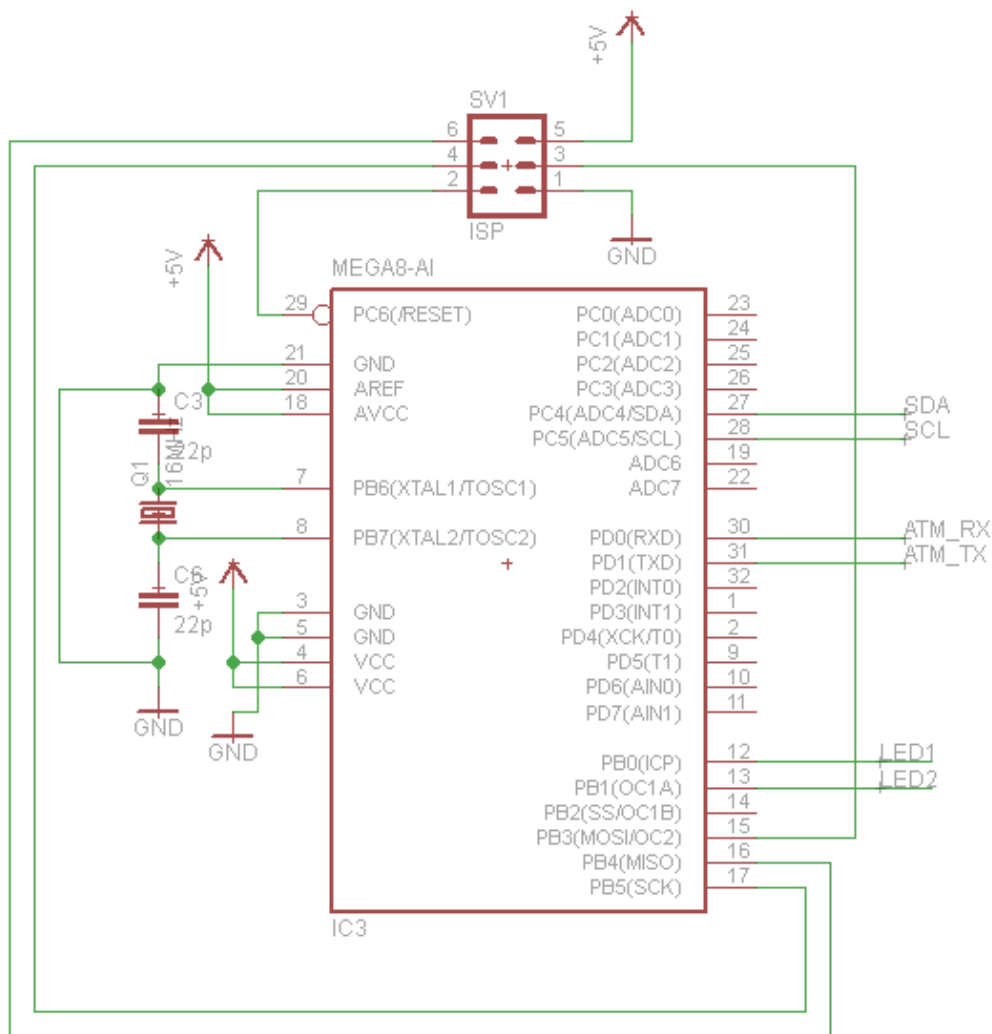 +5V
SV1
6 5
4 3
2 1
ISP
GND
+5V
MEGA8-AI
29 PC6(/RESET) PC0(ADC0) 23
PC1(ADC1) 24
21 GND PC2(ADC2) 25
20 AREF PC3(ADC3) 26
18 AVCC PC4(ADC4/SDA) 27 SDA
PC5(ADC5/SCL) 28 SCL
C3
22p
ADC6 19
Q1
16MHz
7 PB6(XTAL1/TOSC1) ADC7 22
8 PB7(XTAL2/TOSC2) PD0(RXD) 30 ATM_RX
PD1(TXD) 31 ATM_TX
C6
+5V
22p
PD2(INT0) 32
3 GND PD3(INT1) 1
5 GND PD4(XCK/T0) 2
4 VCC PD5(T1) 9
6 VCC PD6(AIN0) 10
PD7(AIN1) 11
GND
GND
PB0(ICP) 12 LED1
PB1(OC1A) 13 LED2
PB2(SS/OC1B) 14
PB3(MOSI/OC2) 15
PB4(MISO) 16
PB5(SCK) 17
IC3